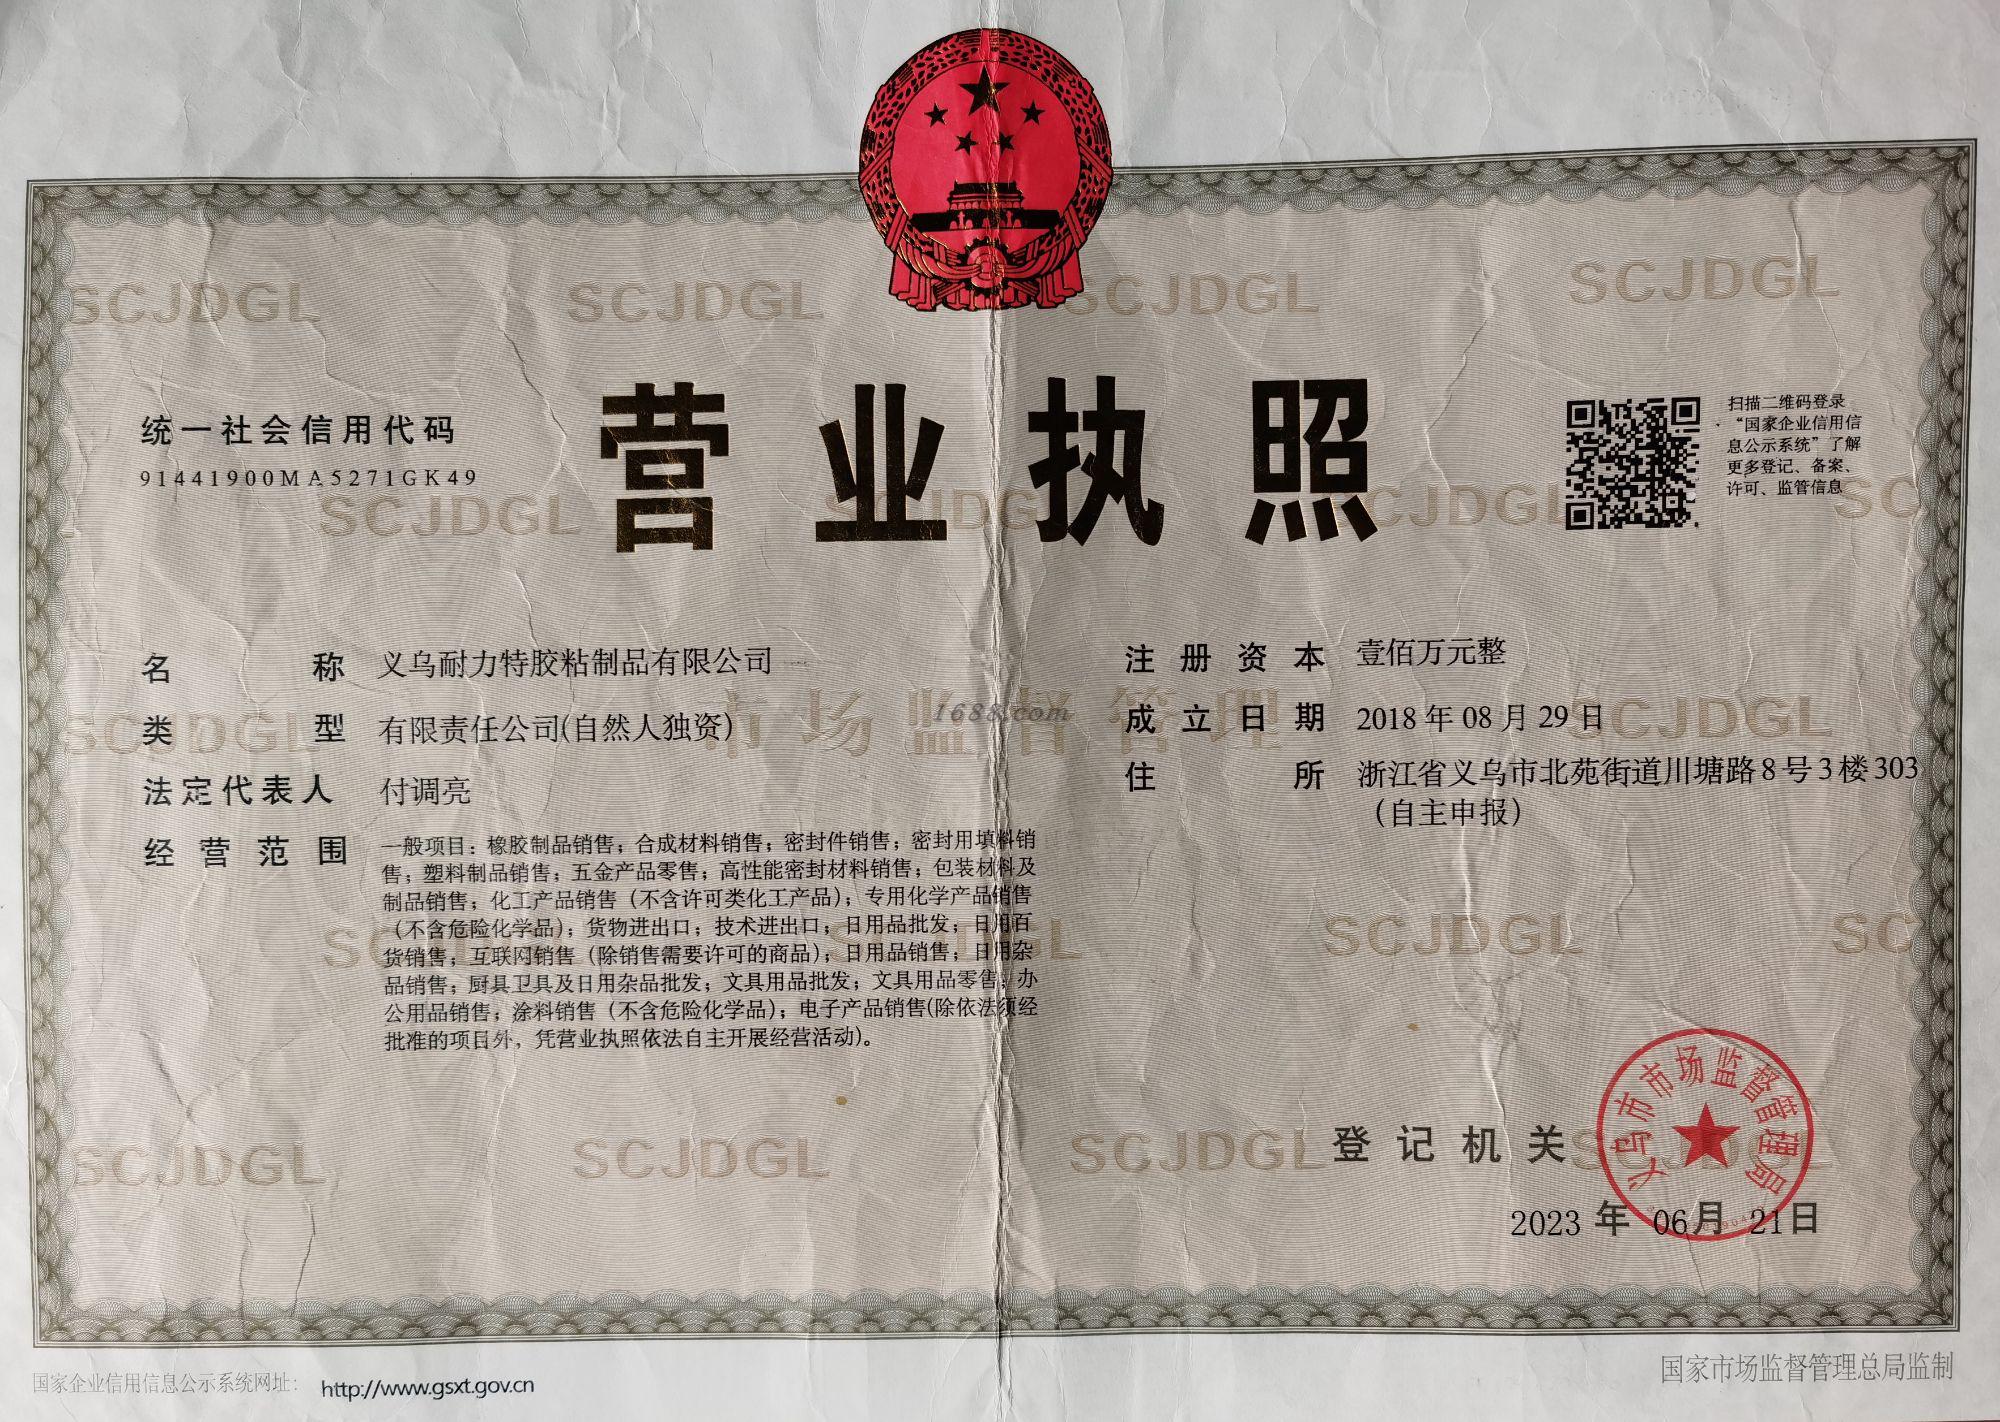 营业执照
统一社会信用代码
91441900MA5271GK49
扫描二维码登录
“国家企业信用信
息公示系统”了解
更多登记、备案、
许可、监管信息
名 称 义乌耐力特胶粘制品有限公司
类 型 有限责任公司(自然人独资)
法定代表人 付调亮
经营范围 一般项目：橡胶制品销售；合成材料销售；密封件销售；密封用填料销
售；塑料制品销售；五金产品零售；高性能密封材料销售；包装材料及
制品销售；化工产品销售（不含许可类化工产品）；专用化学产品销售
（不含危险化学品）；货物进出口；技术进出口；日用品批发；日用百
货销售；互联网销售（除销售需要许可的商品）；日用品销售；日用杂
品销售；厨具卫具及日用杂品批发；文具用品批发；文具用品零售；办
公用品销售；涂料销售（不含危险化学品）；电子产品销售(除依法须经
批准的项目外，凭营业执照依法自主开展经营活动)。
注册资本 壹佰万元整
成立日期 2018年08月29日
住 所 浙江省义乌市北苑街道川塘路8号3楼303
（自主申报）
登记机关
义乌市市场监督管理局
2023 年 06月 21日
国家企业信用信息公示系统网址： http://www.gsxt.gov.cn
国家市场监督管理总局监制
SCJDGL SCJDGL SCJDGL SCJDGL
市场监督管理
1688.com